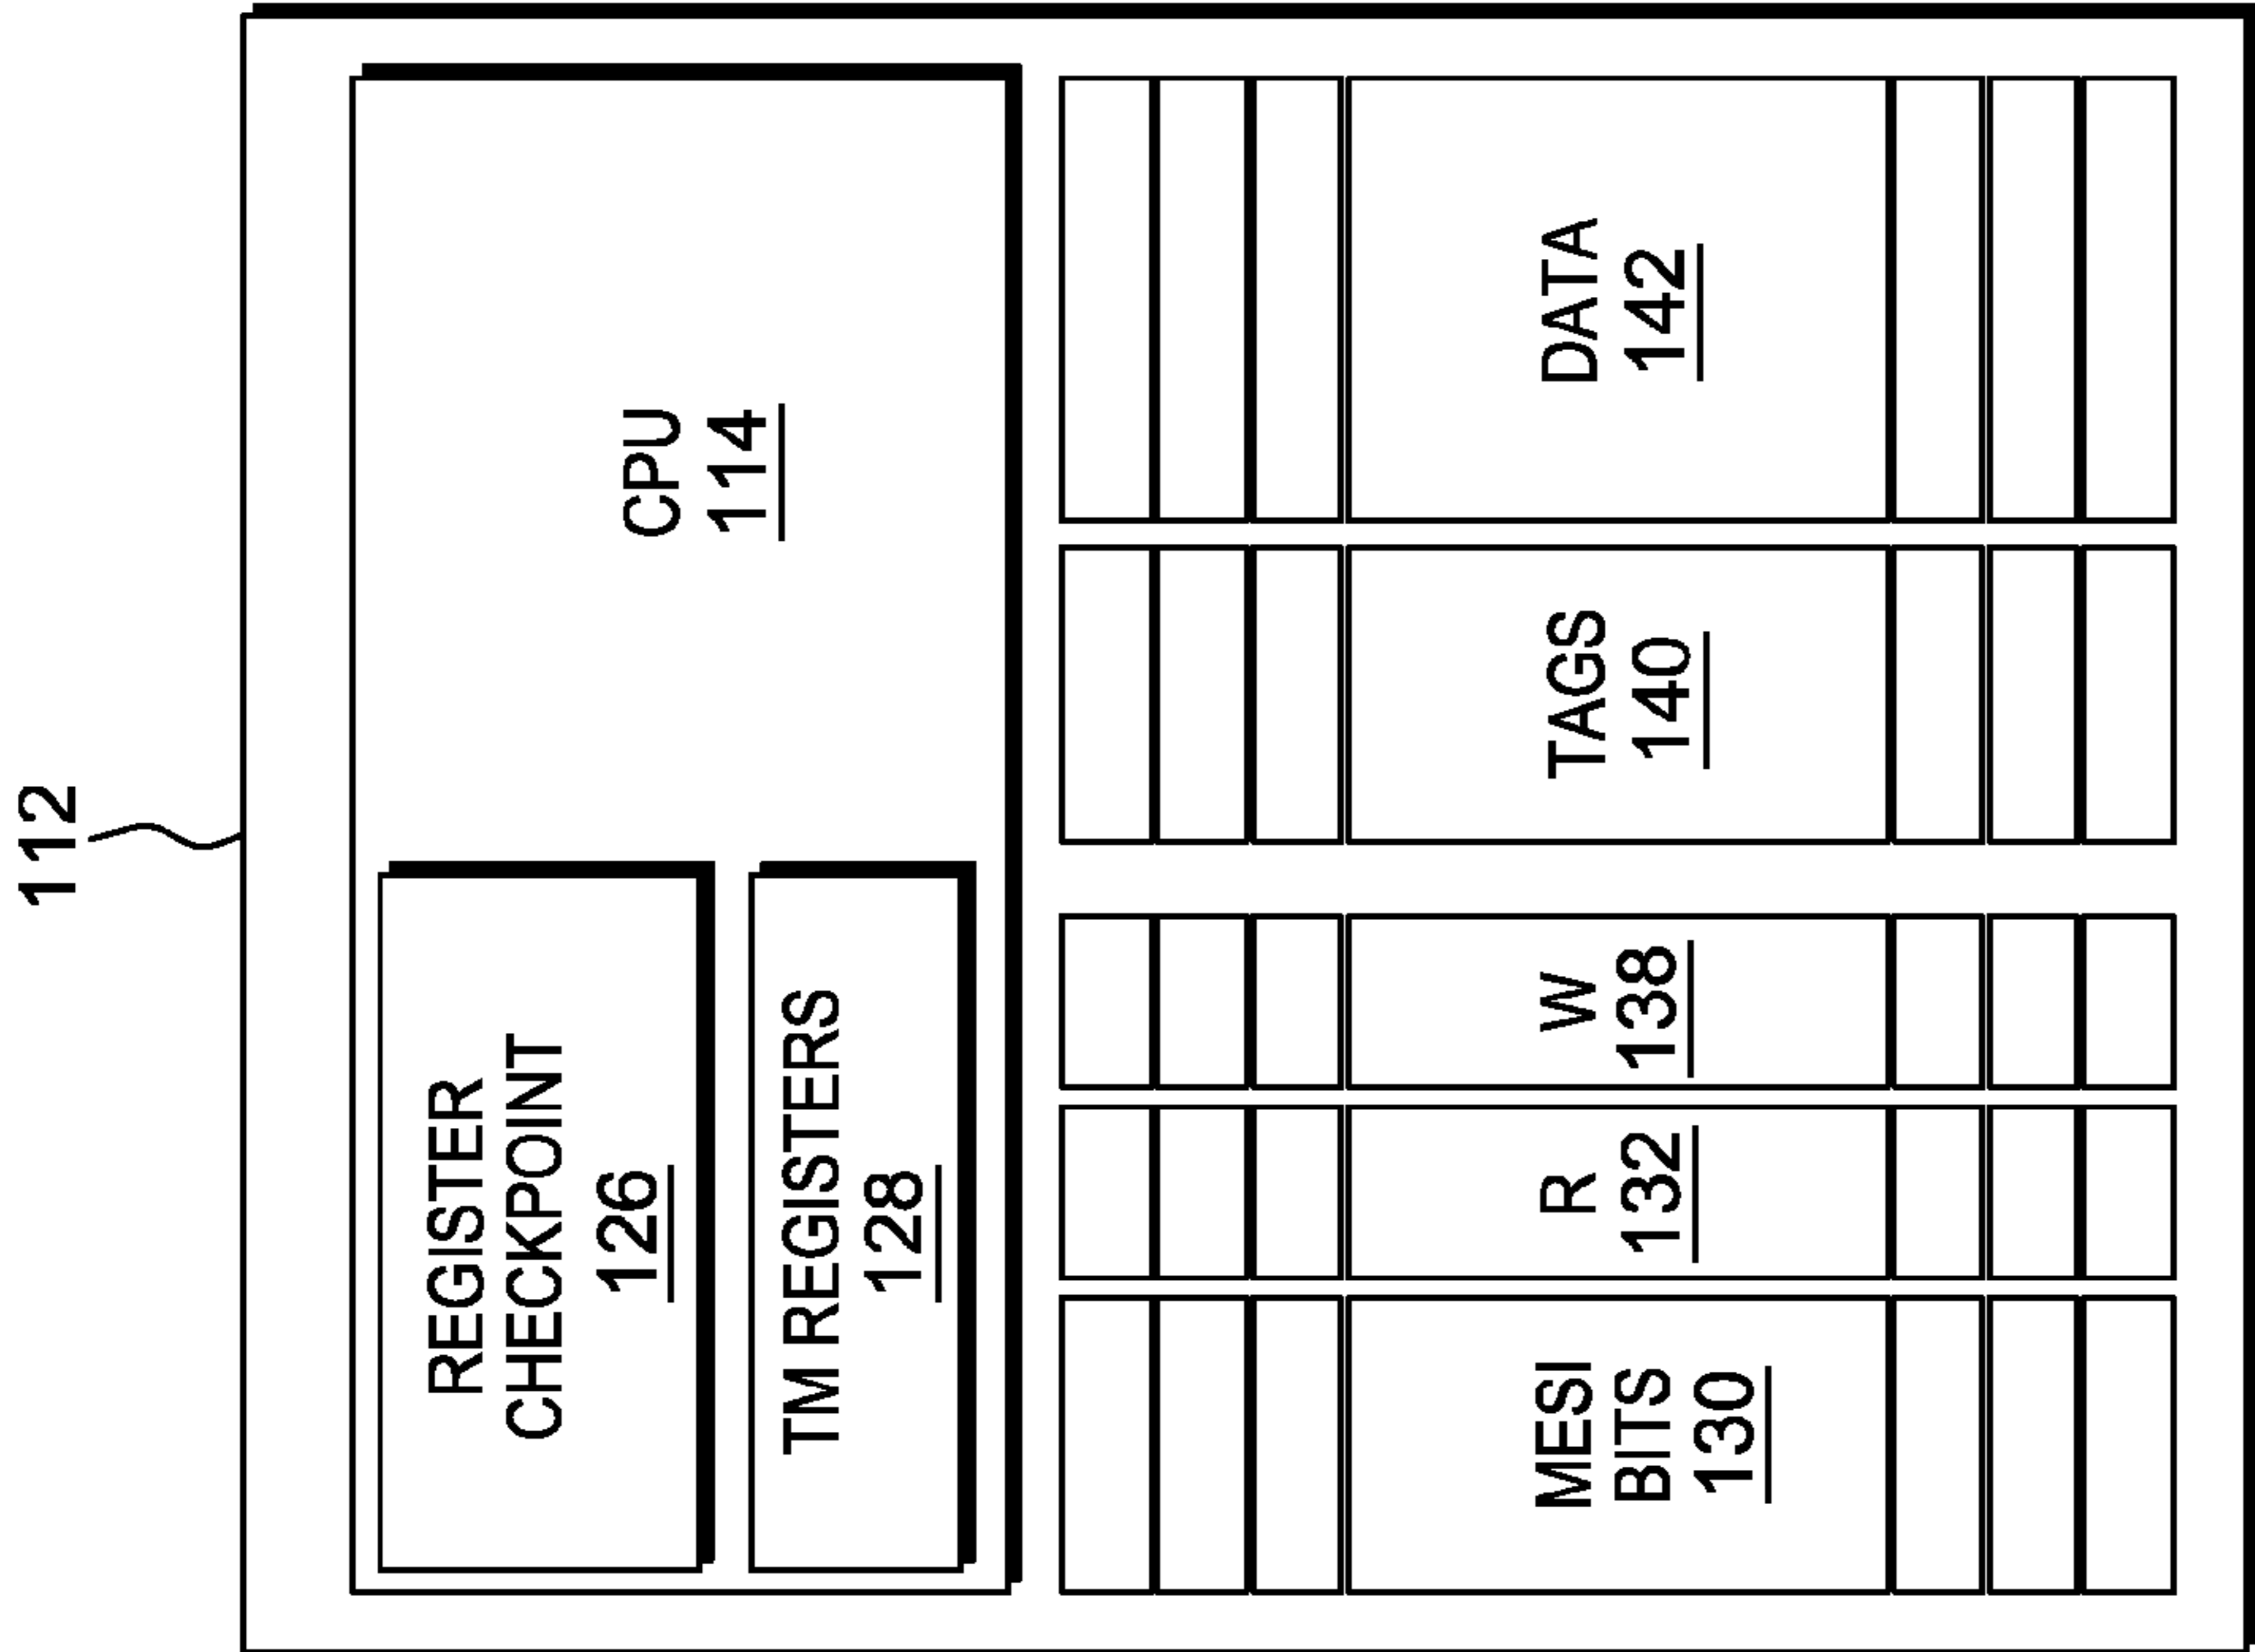 112
REGISTER
CHECKPOINT
126
TM REGISTERS
128
CPU
114
MESI
BITS
130
R
132
W
138
TAGS
140
DATA
142